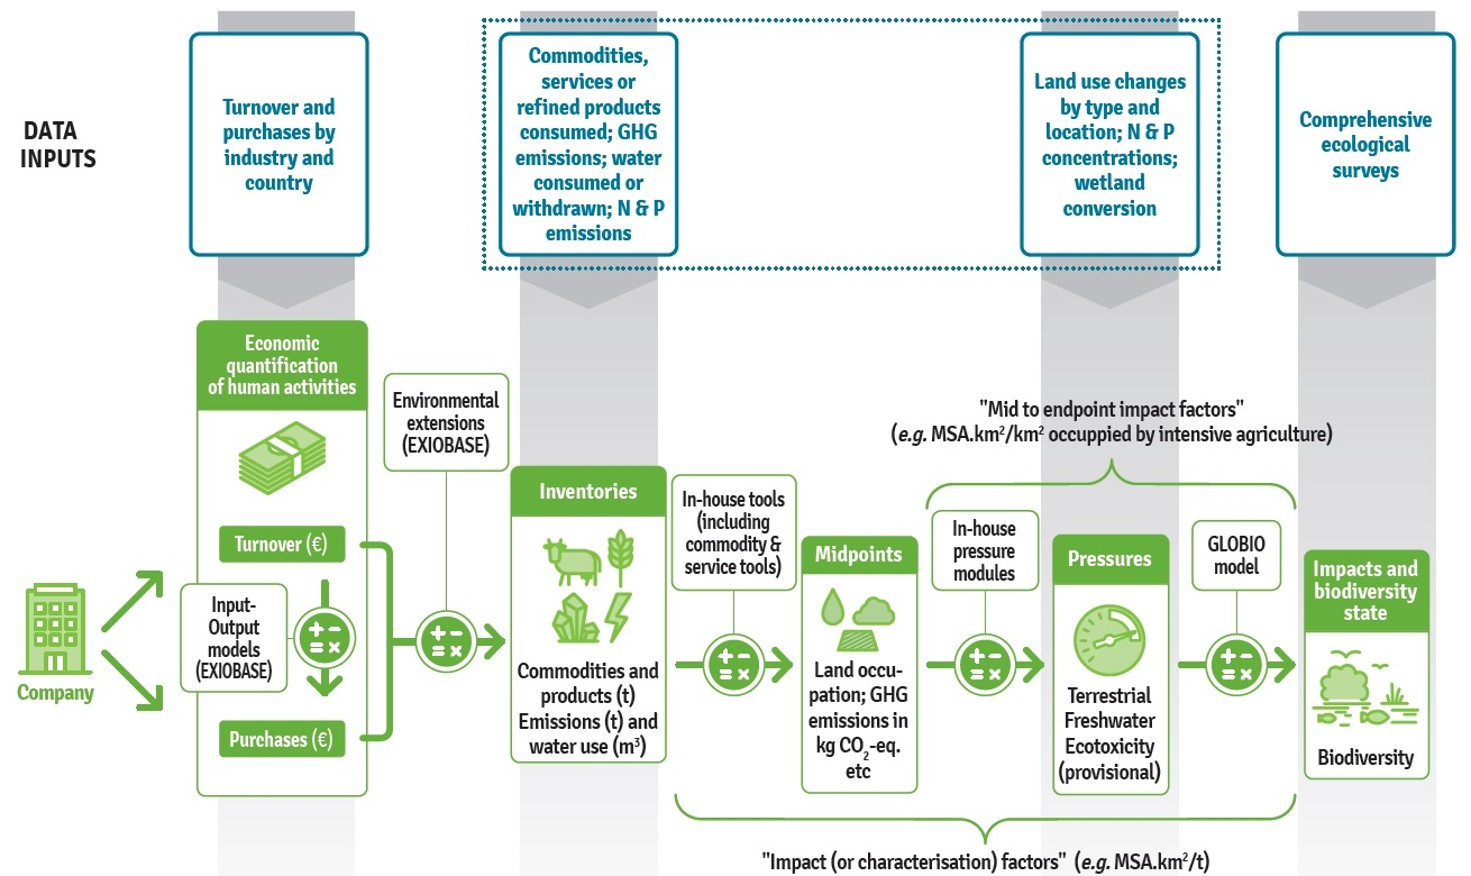 DATA
INPUTS
Turnover and
purchases by
industry and
country
Commodities,
services or
refined products
consumed; GHG
emissions; water
consumed or
withdrawn; N & P
emissions
Land use changes
by type and
location; N & P
concentrations;
wetland
conversion
Comprehensive
ecological
surveys
Economic
quantification
of human activities
Turnover (€)
Input-
Output
models
(EXIOBASE)
Purchases (€)
Company
Environmental
extensions
(EXIOBASE)
Inventories
Commodities and
products (t)
Emissions (t) and
water use (m³)
In-house tools
(including
commodity &
service tools)
Midpoints
Land occu-
pation; GHG
emissions in
kg CO₂-eq.
etc
"Mid to endpoint impact factors"
(e.g. MSA.km²/km² occuppied by intensive agriculture)
In-house
pressure
modules
Pressures
Terrestrial
Freshwater
Ecotoxicity
(provisional)
GLOBIO
model
Impacts and
biodiversity
state
Biodiversity
"Impact (or characterisation) factors" (e.g. MSA.km²/t)